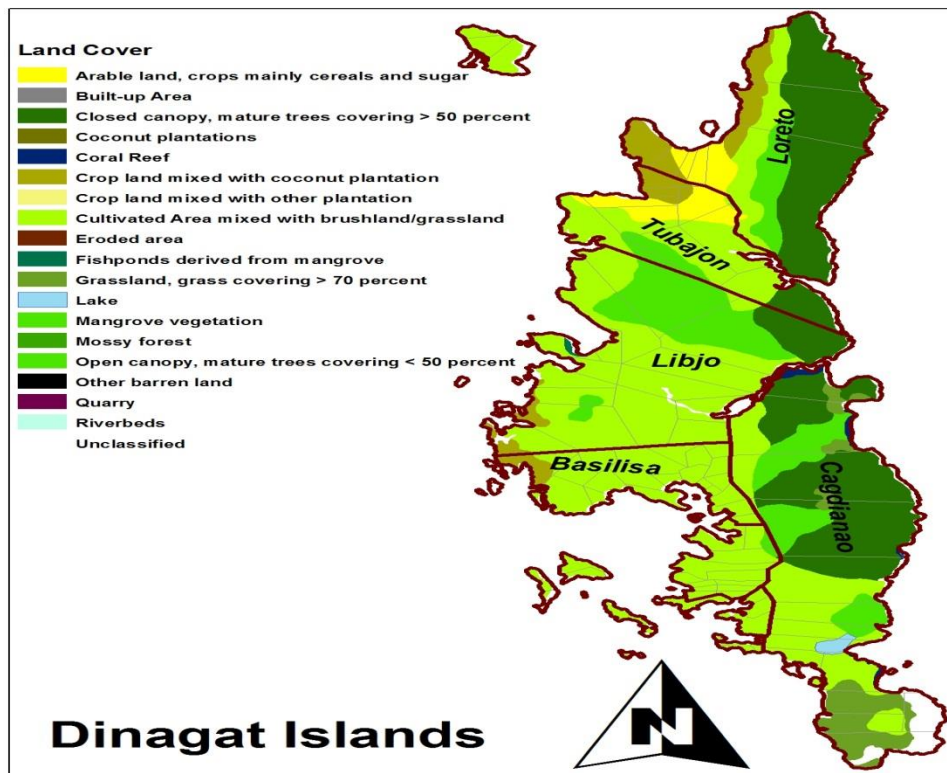 Land Cover
Arable land, crops mainly cereals and sugar
Built-up Area
Closed canopy, mature trees covering > 50 percent
Coconut plantations
Coral Reef
Crop land mixed with coconut plantation
Crop land mixed with other plantation
Cultivated Area mixed with brushland/grassland
Eroded area
Fishponds derived from mangrove
Grassland, grass covering > 70 percent
Lake
Mangrove vegetation
Mossy forest
Open canopy, mature trees covering < 50 percent
Other barren land
Quarry
Riverbeds
Unclassified
Loreto
Tubajon
Libjo
Basilisa
Cagdianao
N
Dinagat Islands